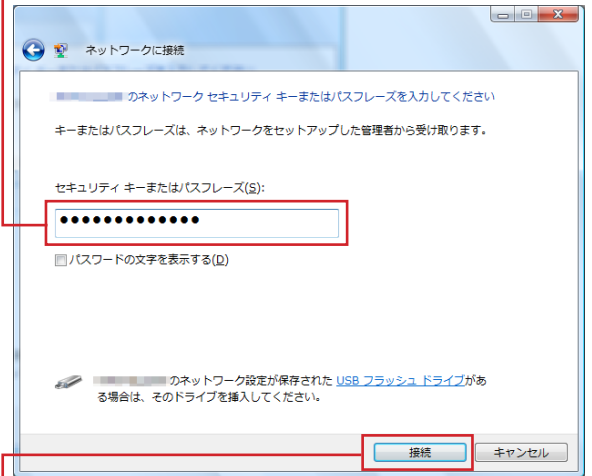 ネットワークに接続
のネットワーク セキュリティ キーまたはパスフレーズを入力してください
キーまたはパスフレーズは、ネットワークをセットアップした管理者から受け取ります。
セキュリティ キーまたはパスフレーズ(S):
●●●●●●●●●●●●●
パスワードの文字を表示する(D)
のネットワーク設定が保存された USB フラッシュ ドライブがあ
る場合は、そのドライブを挿入してください。
接続 キャンセル